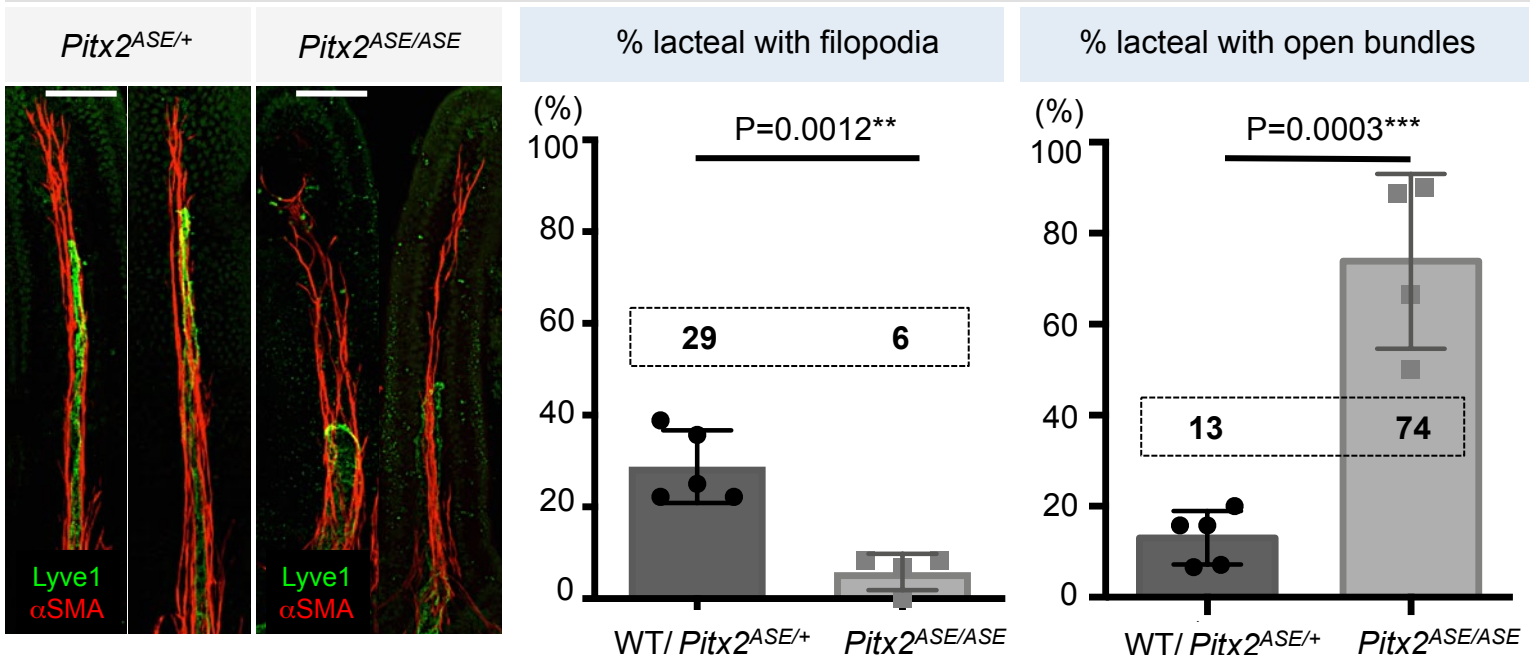 Pitx2ASE/+
Pitx2ASE/ASE
Lyve1
αSMA
Lyve1
αSMA
% lacteal with filopodia
(%)
P=0.0012**
100
80
60
40
20
0
29 6
WT/ Pitx2ASE/+ Pitx2ASE/ASE
% lacteal with open bundles
(%)
P=0.0003***
100
80
60
40
20
0
13 74
WT/ Pitx2ASE/+ Pitx2ASE/ASE